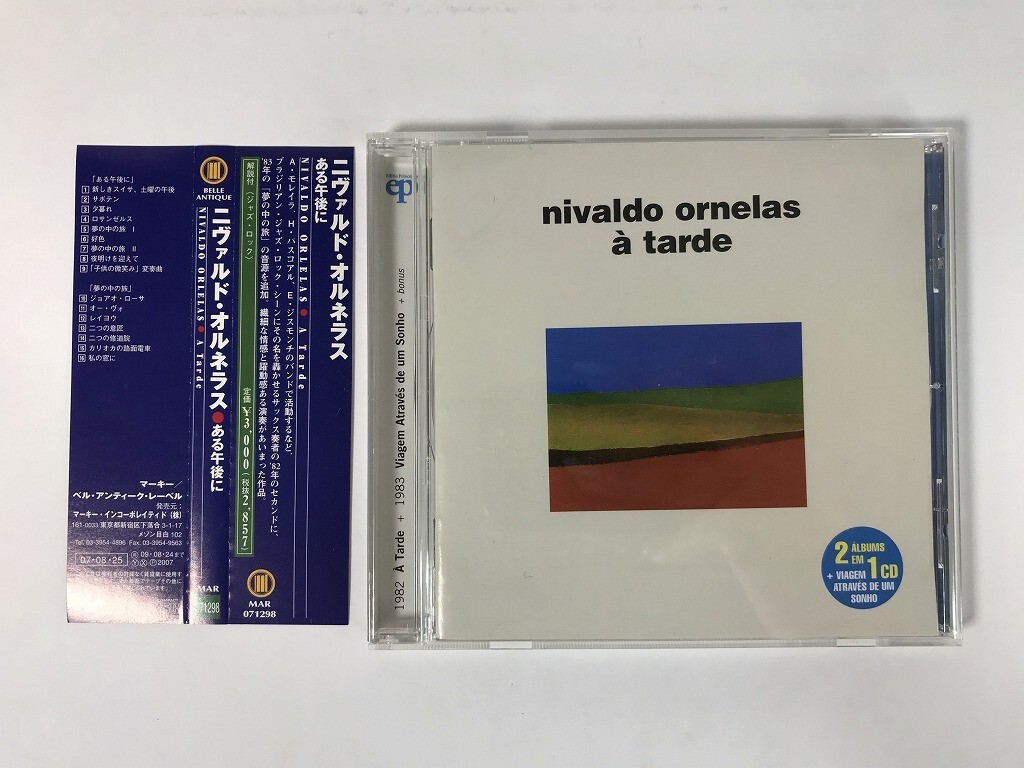 「ある午後に」
1 新しきスイサ、土曜の午後
2 サボテン
3 夕暮れ
4 ロサンゼルス
5 夢の中の旅 I
6 好色
7 夢の中の旅 II
8 夜明けを迎えて
9 「子供の微笑み」変奏曲
「夢の中の旅」
10 ジョアオ・ローサ
11 オー・ヴォ
12 レイヨウ
13 二つの意匠
14 二つの修道院
15 カリオカの路面電車
16 私の窓に
マーキー/
ベル・アンティーク・レーベル
発売元:
マーキー・インコーポレイティド(株)
161-0033 東京都新宿区下落合3-1-17
メゾン目白 102
Tel. 03-3954-4896 Fax. 03-3954-9563
07・08・25
09・08・24まで
Ⓨ Ⓧ Ⓟ2007
BELLE
ANTIQUE
ニヴァルド・オルネラス●ある午後に
NIVALDO ORLELAS ● A Tarde
MAR
071298
ニヴァルド・オルネラス
ある午後に
NIVALDO ORLELAS ● A Tarde
A・モレイラ、H・パスコアル、E・ジスモンチのバンドで活動するなど、
ブラジリアン・ジャズ・ロック・シーンにその名を轟かせるサックス奏者の'82年のセカンドに、
'83年の「夢の中の旅」の音源を追加。繊細な情感と躍動感ある演奏があいまった作品。
解説付 (ジャズ・ロック)
定価 ¥3,000 (税抜2,857)
MAR
071298
ep
1982 À Tarde + 1983 Viagem Através de um Sonho + bonus
nivaldo ornelas
à tarde
2 ÁLBUMS
EM 1 CD
+ VIAGEM
ATRAVÉS DE UM
SONHO